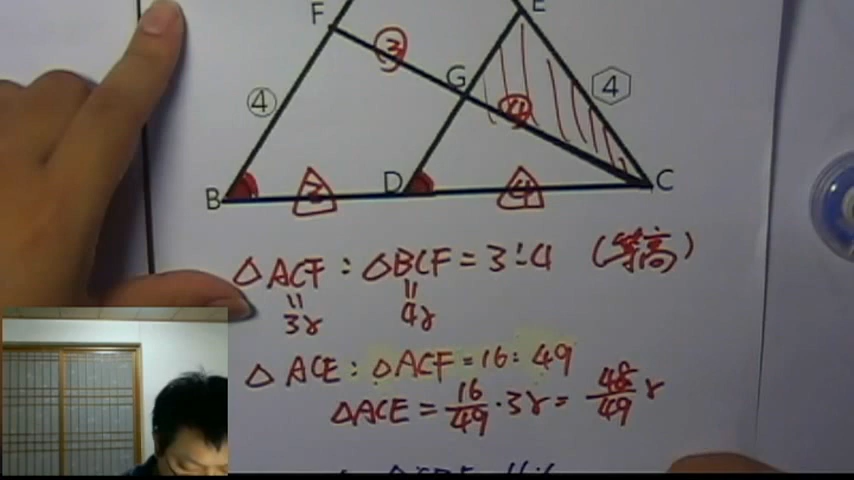 F
E
③
④
G
④
④
B
3
D
4
C
△ACF : △BCF = 3:4 (等高)
=
=
3r
4r
△ACE : △ACF = 16:49
△ACE = 16/49 · 3r = 48/49 r